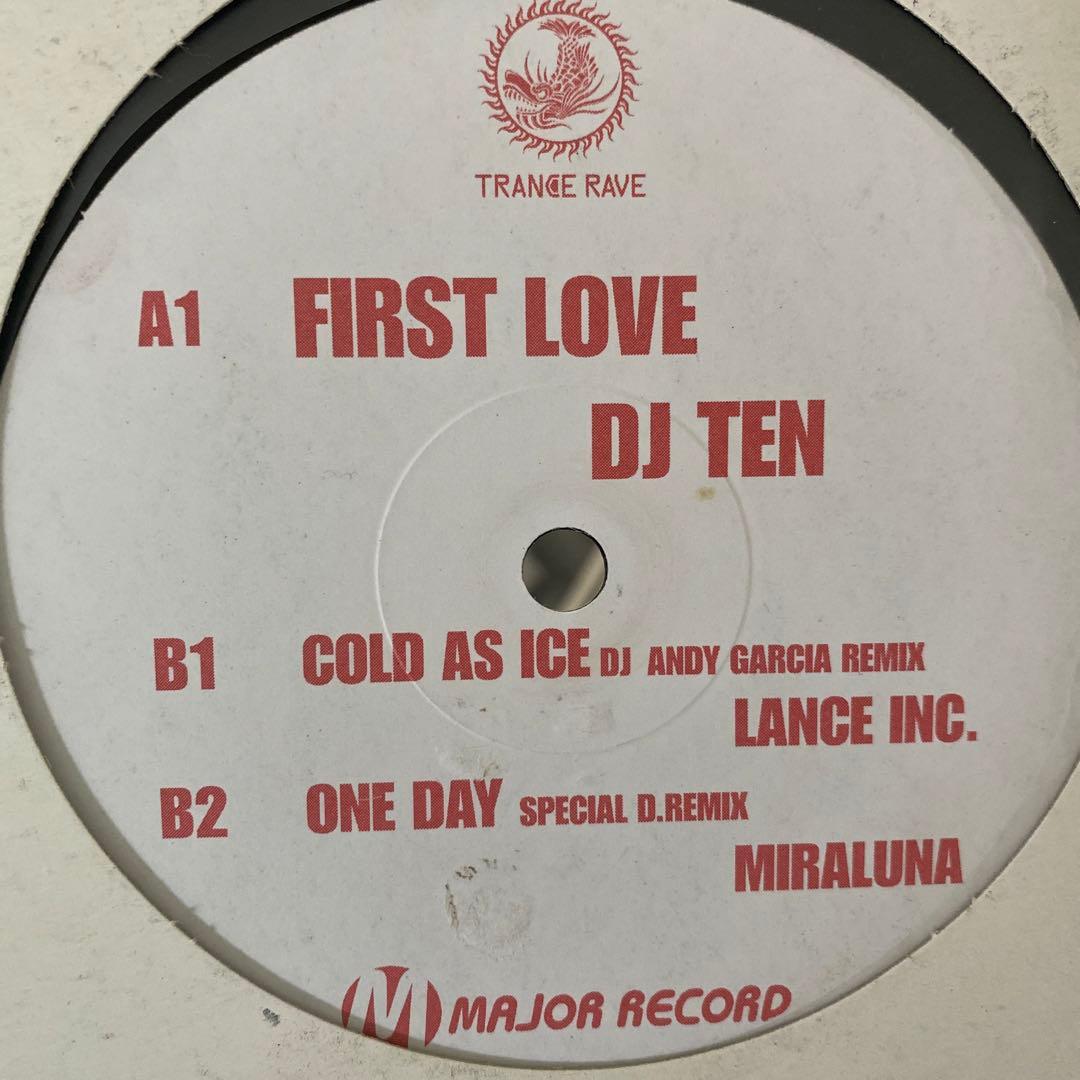 TRANCE RAVE
A1 FIRST LOVE
DJ TEN
B1 COLD AS ICE DJ ANDY GARCIA REMIX
LANCE INC.
B2 ONE DAY SPECIAL D.REMIX
MIRALUNA
M MAJOR RECORD